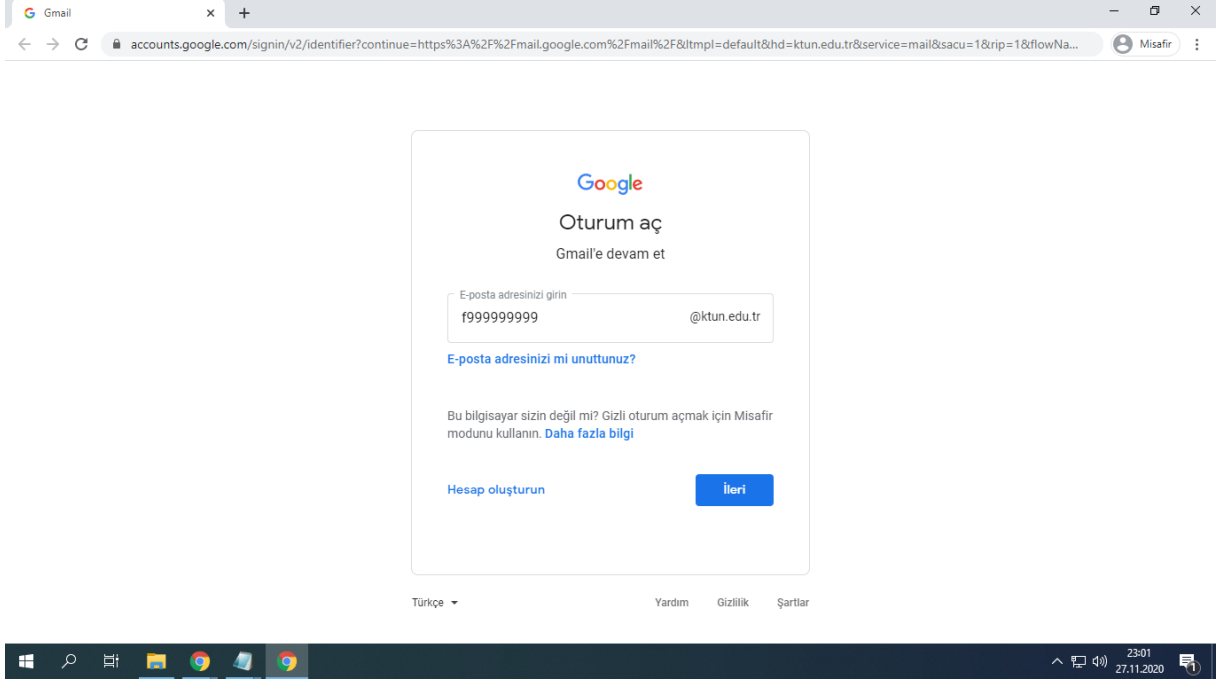 Gmail
accounts.google.com/signin/v2/identifier?continue=https%3A%2F%2Fmail.google.com%2Fmail%2F&ltmpl=default&hd=ktun.edu.tr&service=mail&sacu=1&rip=1&flowNa...
Misafir
Google
Oturum aç
Gmail'e devam et
E-posta adresinizi girin
f999999999 @ktun.edu.tr
E-posta adresinizi mi unuttunuz?
Bu bilgisayar sizin değil mi? Gizli oturum açmak için Misafir
modunu kullanın. Daha fazla bilgi
Hesap oluşturun İleri
Türkçe Yardım Gizlilik Şartlar
23:01
27.11.2020
1